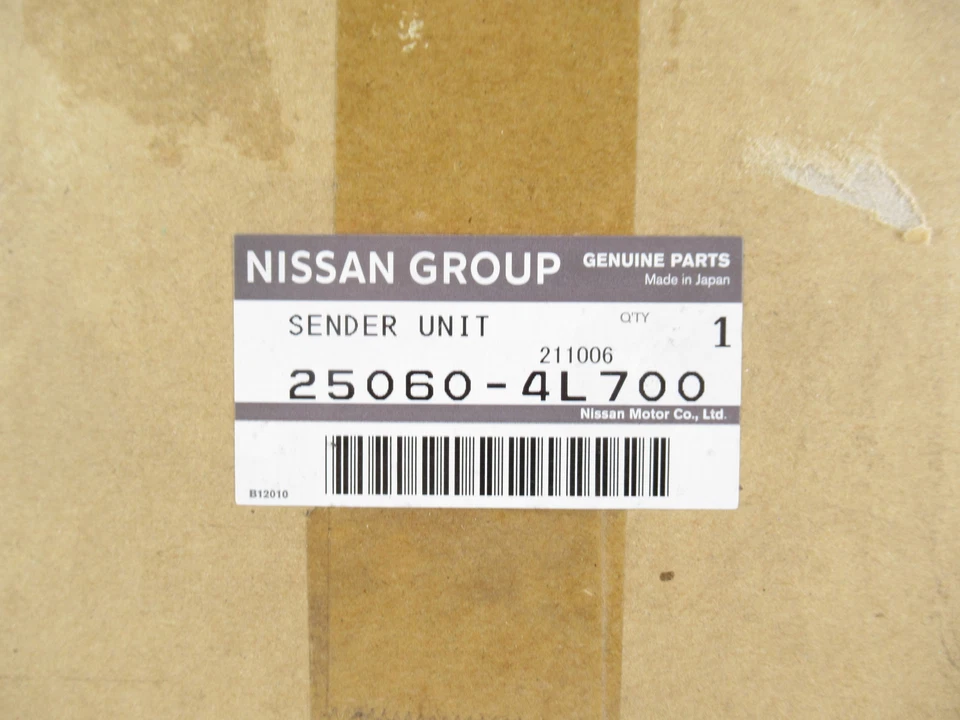 NISSAN GROUP GENUINE PARTS
Made in Japan
SENDER UNIT Q'TY 1
211006
25060-4L700
Nissan Motor Co., Ltd.
B12010